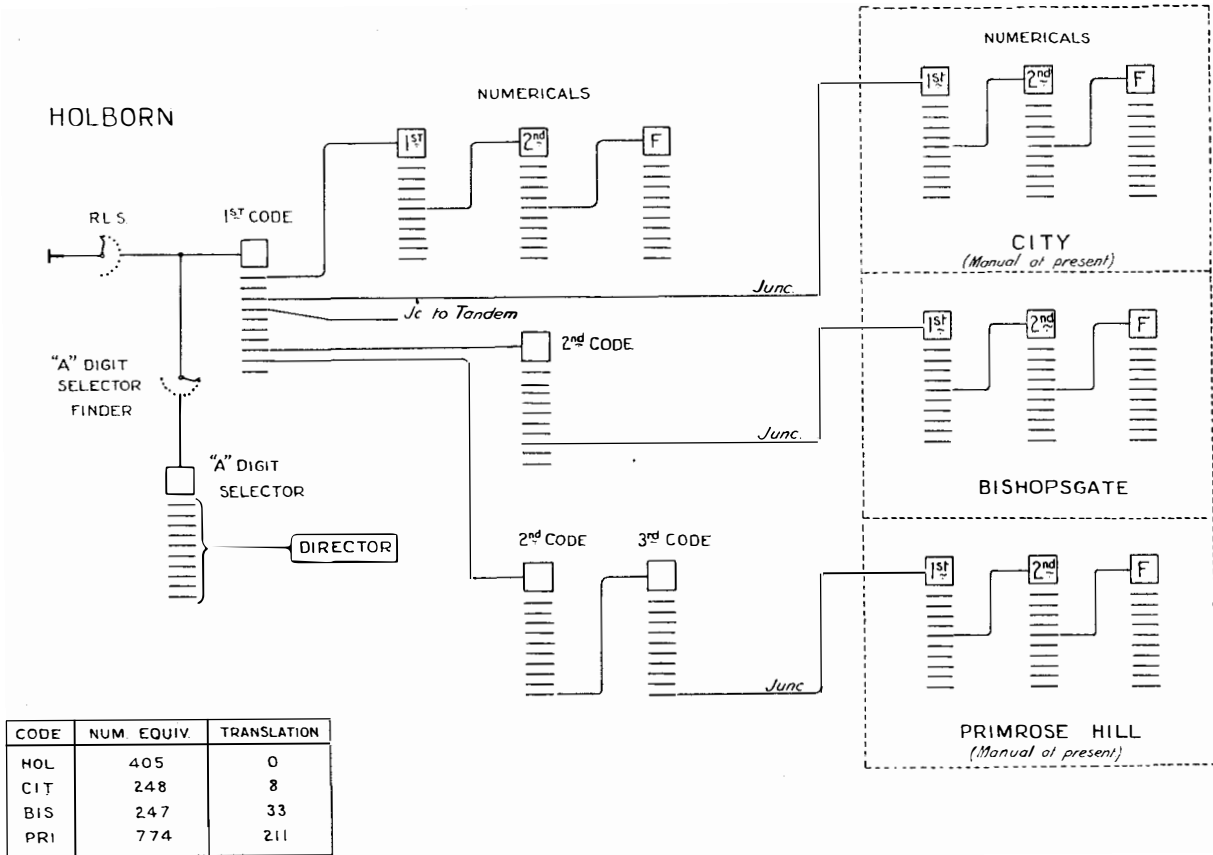 HOLBORN
NUMERICALS
1ST
2nd
F
R.L.S.
1ST CODE
Junc.
Jc to Tandem
2nd CODE
Junc.
"A" DIGIT
SELECTOR
FINDER
"A" DIGIT
SELECTOR
DIRECTOR
2nd CODE
3rd CODE
Junc
NUMERICALS
1st
2nd
F
CITY
(Manual at present)
1st
2nd
F
BISHOPSGATE
1st
2nd
F
PRIMROSE HILL
(Manual at present)
CODE NUM. EQUIV. TRANSLATION
HOL 405 0
CIT 248 8
BIS 247 33
PRI 774 211